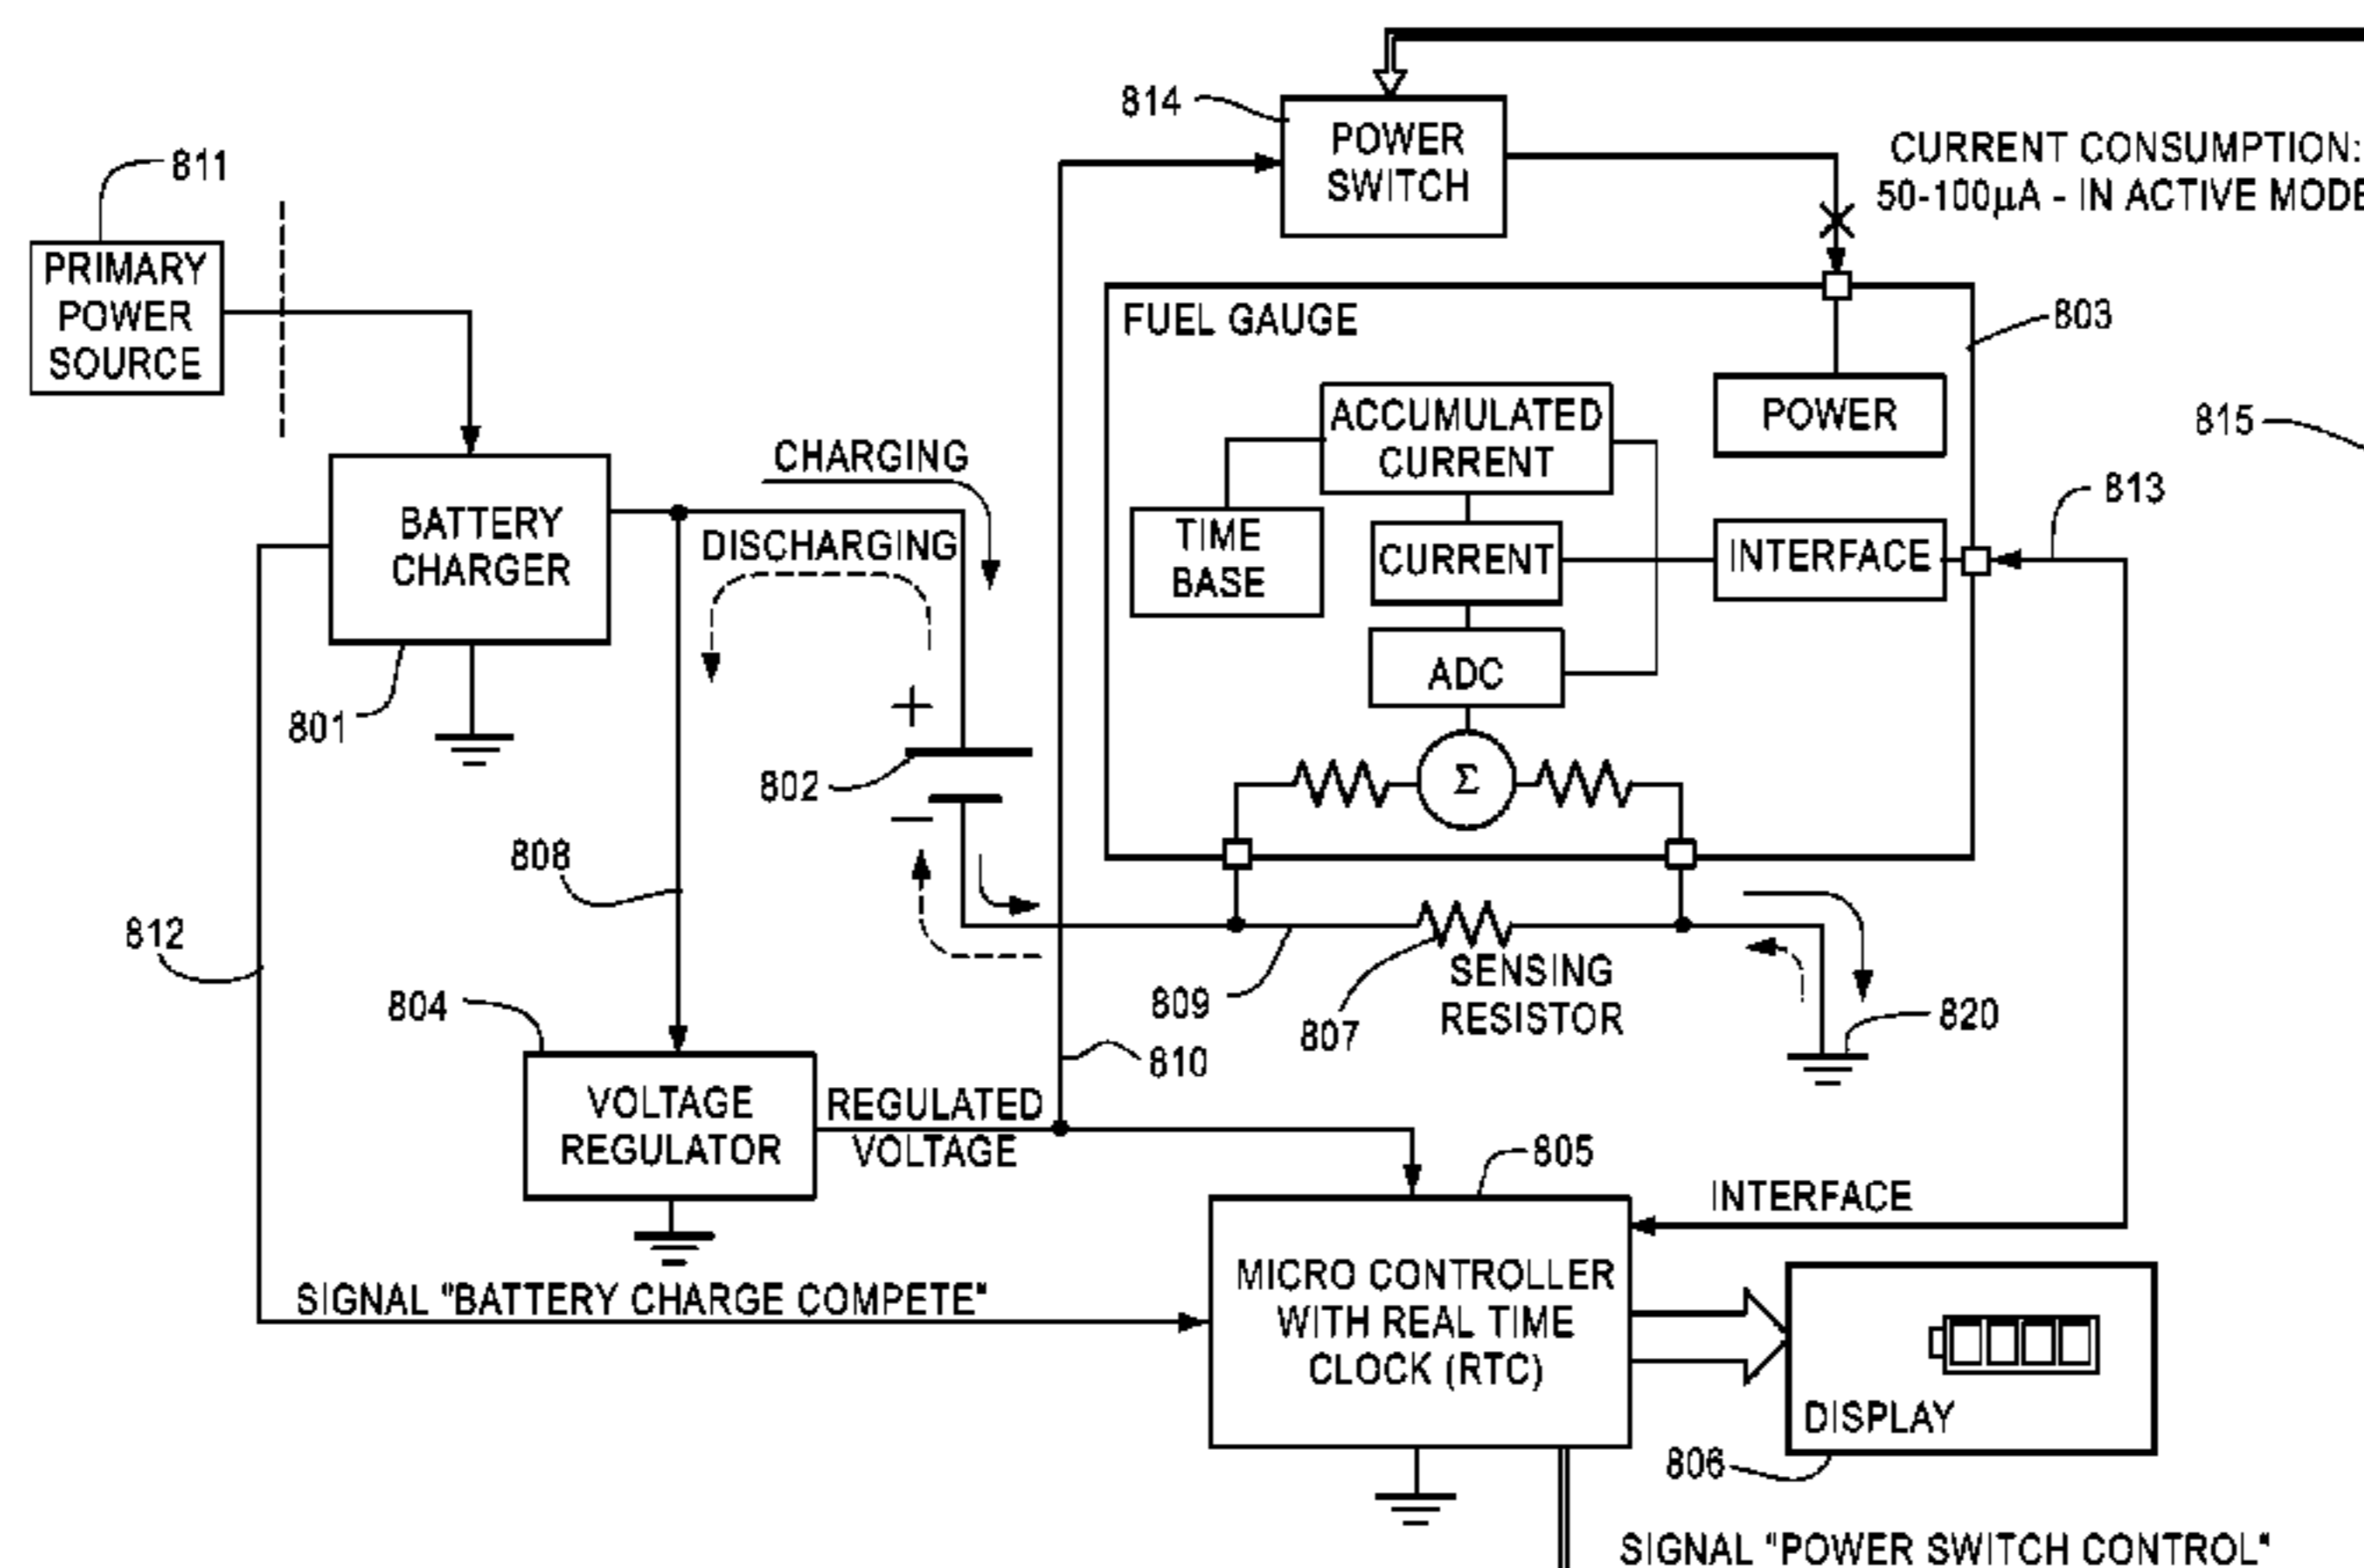 814
POWER
SWITCH
CURRENT CONSUMPTION:
50-100µA - IN ACTIVE MODE
811
PRIMARY
POWER
SOURCE
FUEL GAUGE
803
ACCUMULATED
CURRENT
POWER
815
CHARGING
813
BATTERY
CHARGER
DISCHARGING
TIME
BASE
CURRENT
INTERFACE
ADC
801
+
802
−
Σ
808
812
804
809
807
SENSING
RESISTOR
820
810
VOLTAGE
REGULATOR
REGULATED
VOLTAGE
805
INTERFACE
SIGNAL "BATTERY CHARGE COMPETE"
MICRO CONTROLLER
WITH REAL TIME
CLOCK (RTC)
DISPLAY
806
SIGNAL "POWER SWITCH CONTROL"